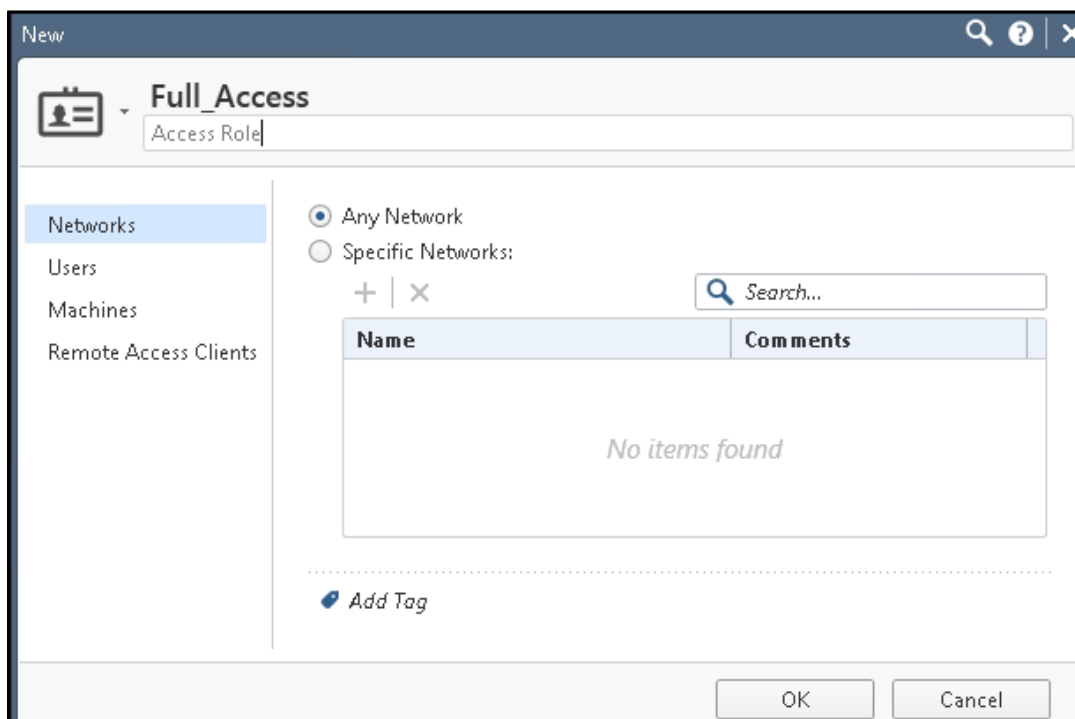 New
Full_Access
Access Role
Networks
Users
Machines
Remote Access Clients
Any Network
Specific Networks:
Search...
Name Comments
No items found
Add Tag
OK Cancel